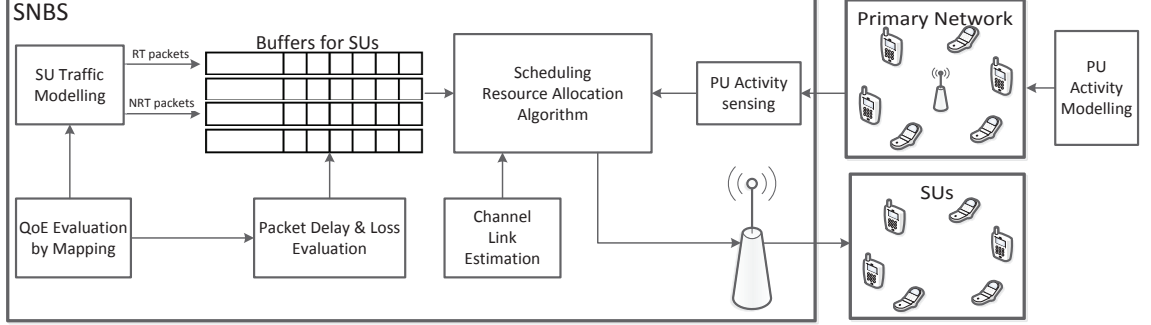 SNBS
SU Traffic
Modelling
RT packets
NRT packets
Buffers for SUs
Scheduling
Resource Allocation
Algorithm
PU Activity
sensing
Primary Network
PU
Activity
Modelling
QoE Evaluation
by Mapping
Packet Delay & Loss
Evaluation
Channel
Link
Estimation
SUs